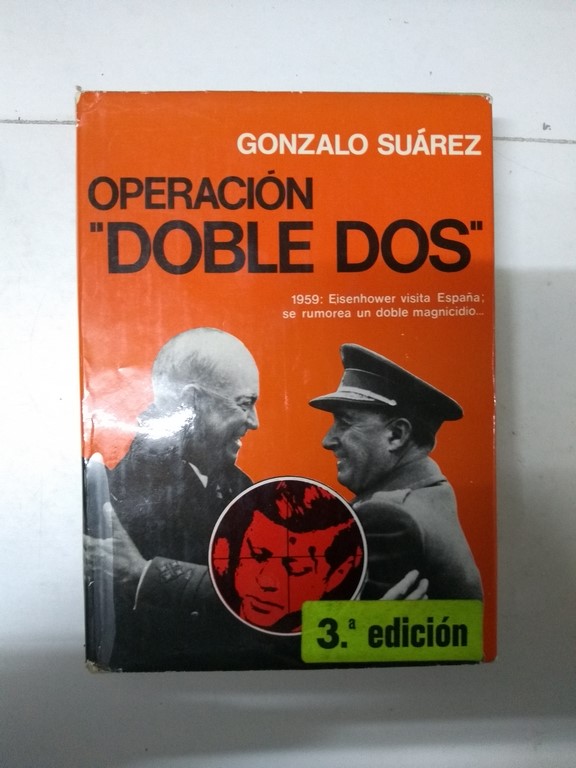 GONZALO SUÁREZ
OPERACIÓN
"DOBLE DOS"
1959: Eisenhower visita España;
se rumorea un doble magnicidio...
3.ª edición